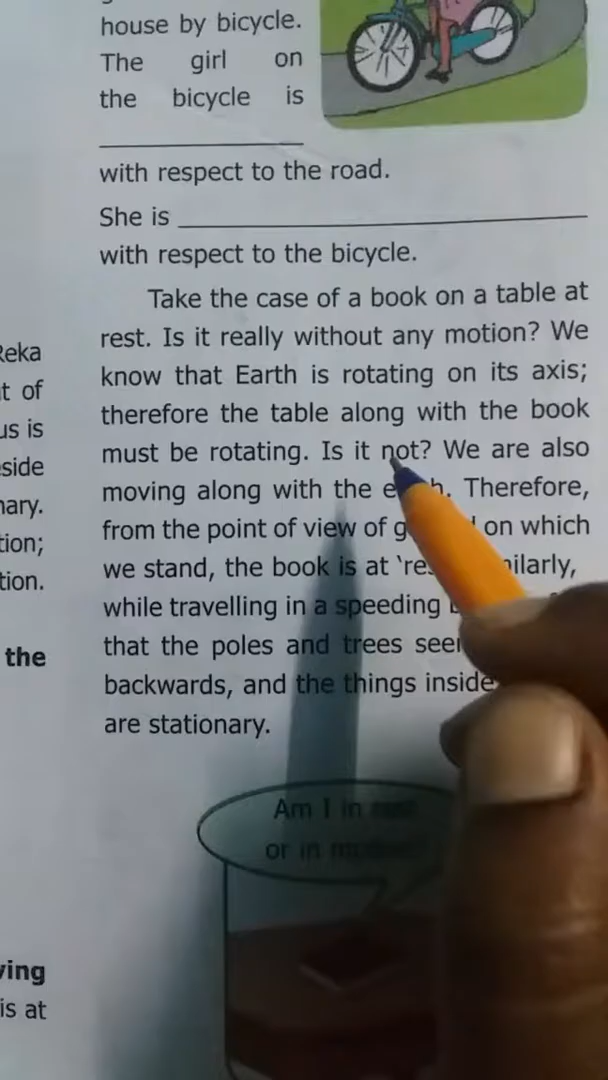 house by bicycle.
The girl on
the bicycle is
with respect to the road.
She is
with respect to the bicycle.
Take the case of a book on a table at
rest. Is it really without any motion? We
know that Earth is rotating on its axis;
therefore the table along with the book
must be rotating. Is it not? We are also
moving along with the earth. Therefore,
from the point of view of on which
we stand, the book is at
while travelling in a speeding
that the poles and trees
backwards, and the things inside
are stationary.
Am I in rest
or in motion?
Reka
t of
us is
side
nary.
tion;
tion.
the
ving
is at